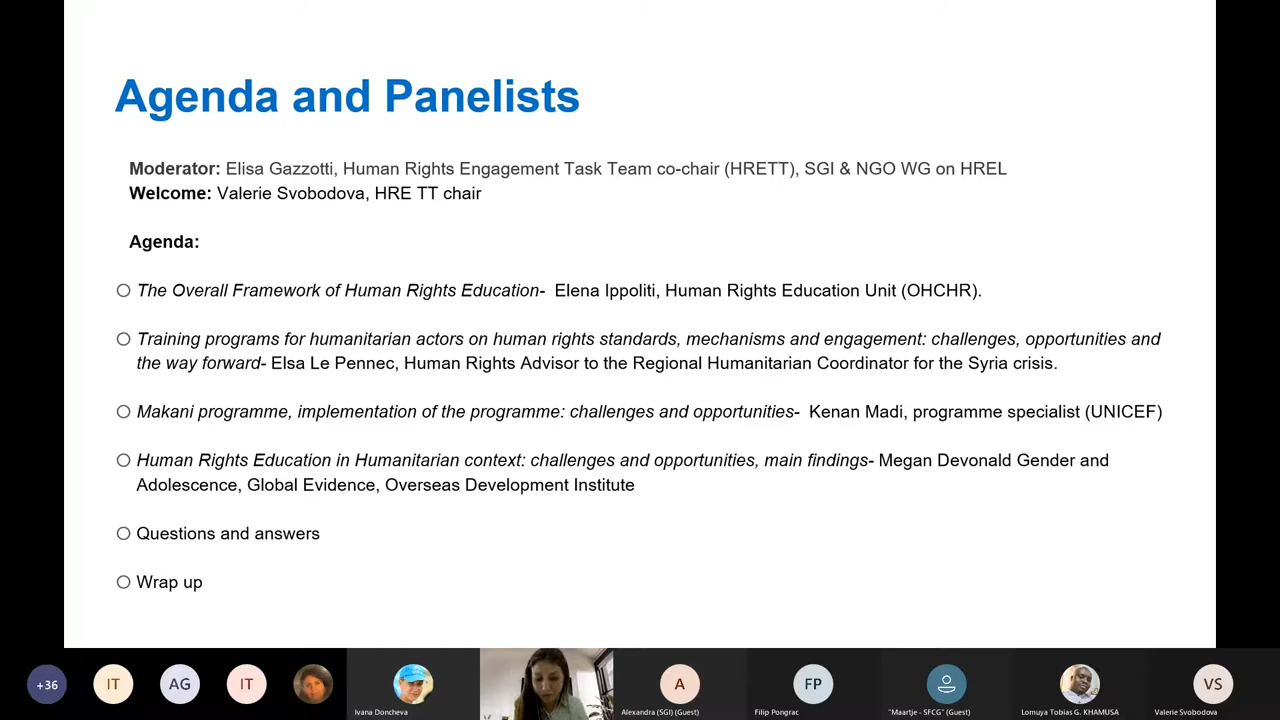 Agenda and Panelists
Moderator: Elisa Gazzotti, Human Rights Engagement Task Team co-chair (HRETT), SGI & NGO WG on HREL
Welcome: Valerie Svobodova, HRE TT chair
Agenda:
The Overall Framework of Human Rights Education- Elena Ippoliti, Human Rights Education Unit (OHCHR).
Training programs for humanitarian actors on human rights standards, mechanisms and engagement: challenges, opportunities and
the way forward- Elsa Le Pennec, Human Rights Advisor to the Regional Humanitarian Coordinator for the Syria crisis.
Makani programme, implementation of the programme: challenges and opportunities- Kenan Madi, programme specialist (UNICEF)
Human Rights Education in Humanitarian context: challenges and opportunities, main findings- Megan Devonald Gender and
Adolescence, Global Evidence, Overseas Development Institute
Questions and answers
Wrap up
+36 IT AG IT A FP VS
Ivana Doncheva Alexandra (SGI) (Guest) Filip Pongrac "Maartje - SFCG" (Guest) Lomuya Tobias G. KHAMUSA Valerie Svobodova